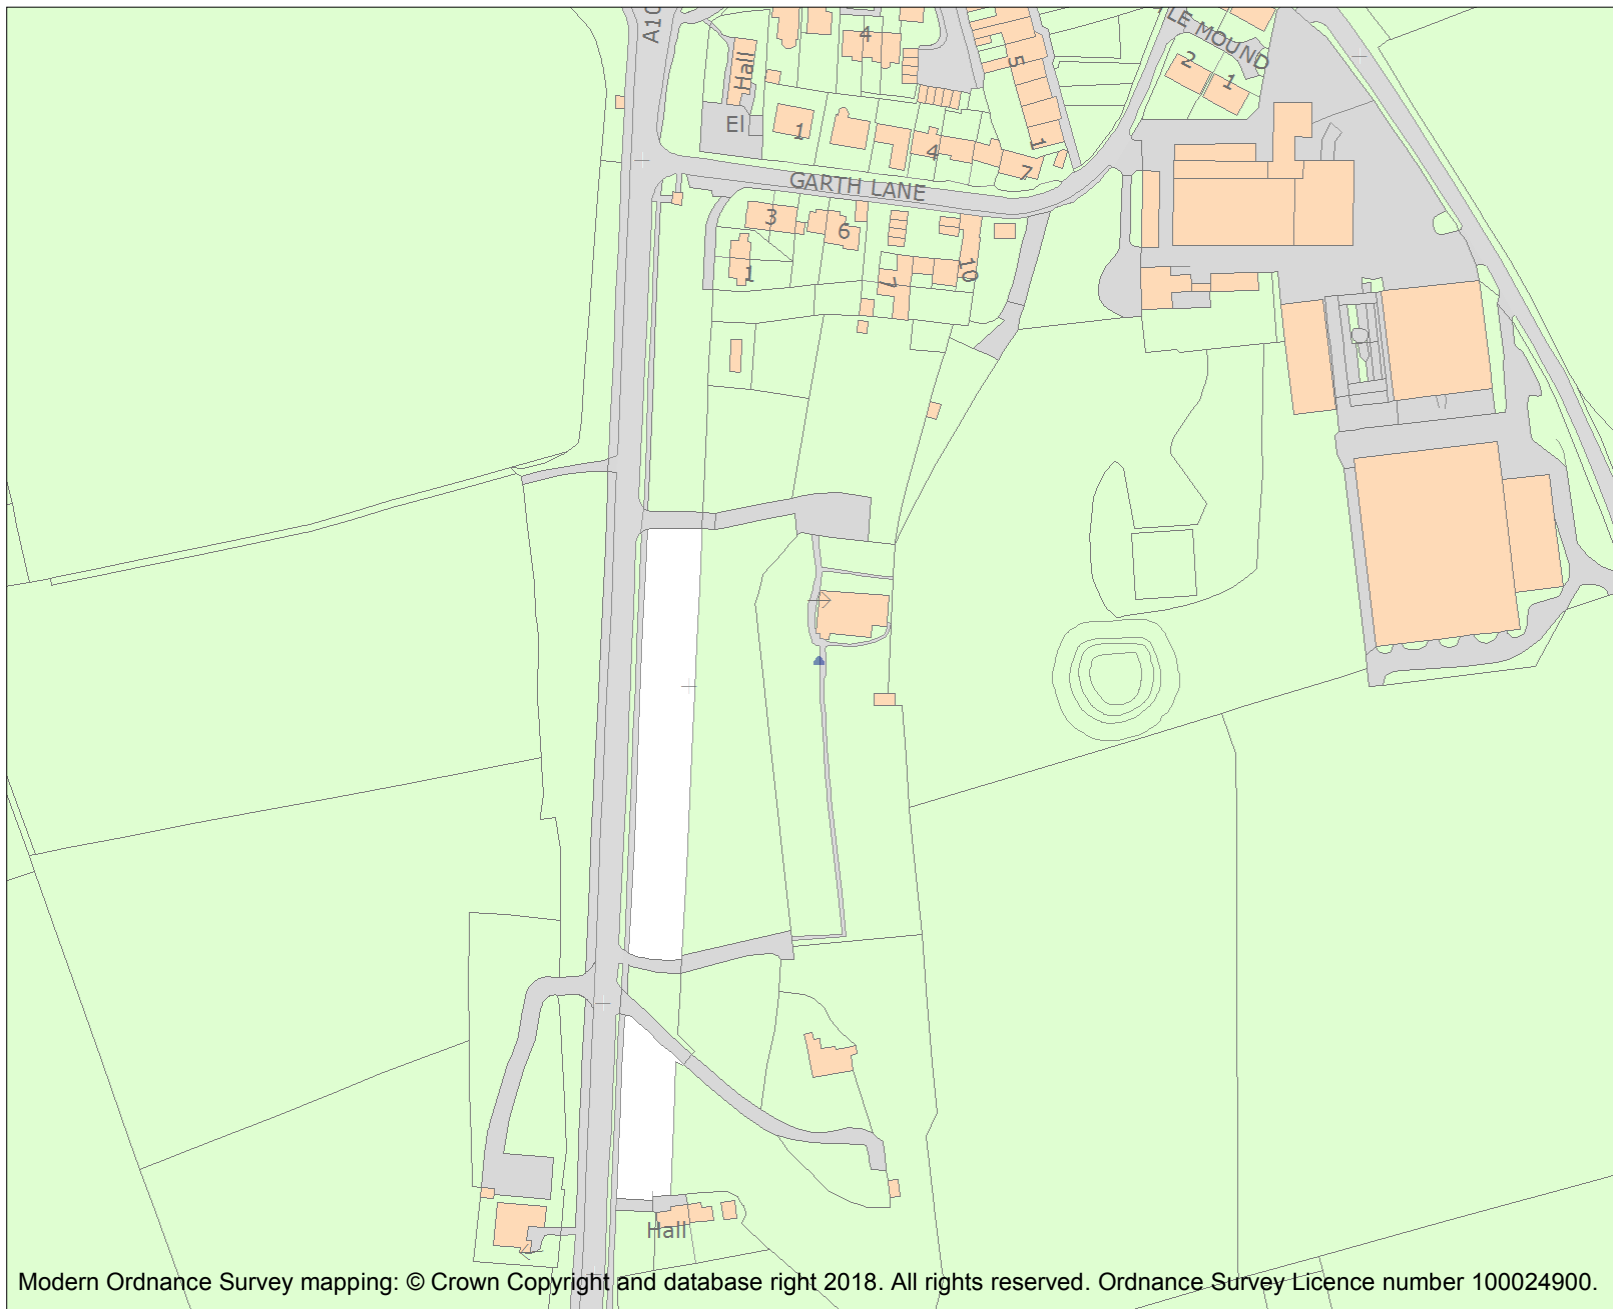 A10
LE MOUND
4
Hall
5
2
1
El
1
4
1
7
GARTH LANE
3
6
1
7
10
Hall
Modern Ordnance Survey mapping: © Crown Copyright and database right 2018. All rights reserved. Ordnance Survey Licence number 100024900.